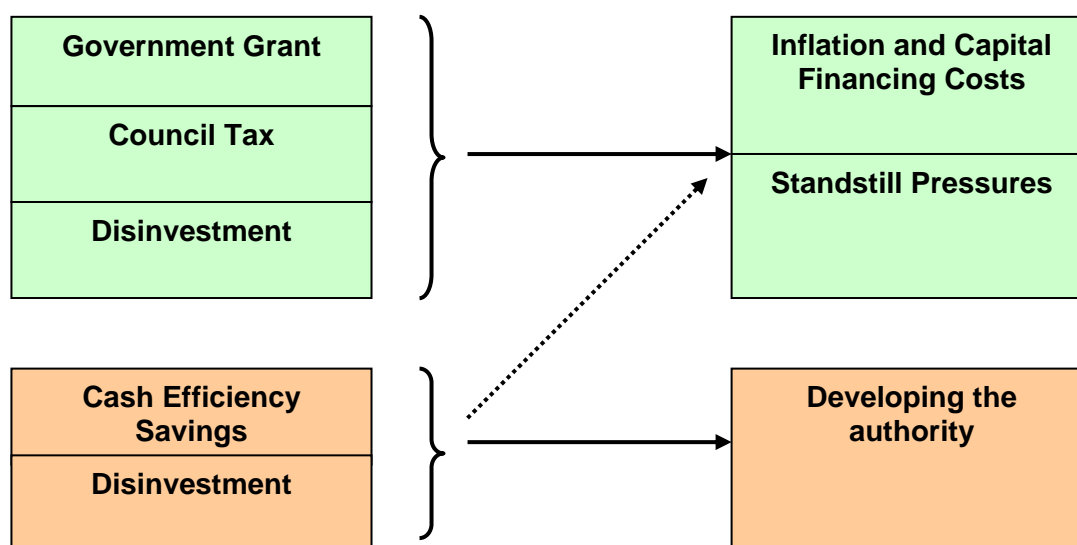 Government Grant
Council Tax
Disinvestment
Inflation and Capital
Financing Costs
Standstill Pressures
Cash Efficiency
Savings
Disinvestment
Developing the
authority